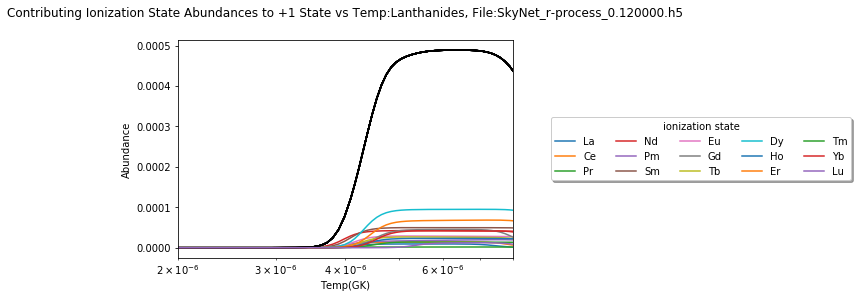 Contributing Ionization State Abundances to +1 State vs Temp:Lanthanides, File:SkyNet_r-process_0.120000.h5
0.0005
0.0004
0.0003
0.0002
0.0001
0.0000
Abundance
2 × 10⁻⁶ 3 × 10⁻⁶ 4 × 10⁻⁶ 6 × 10⁻⁶
Temp(GK)
ionization state
La Nd Eu Dy Tm
Ce Pm Gd Ho Yb
Pr Sm Tb Er Lu